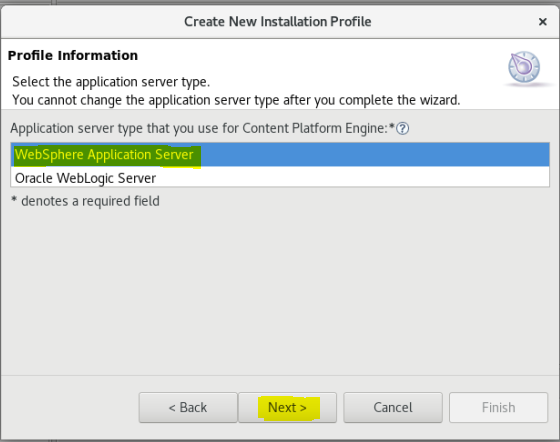 Create New Installation Profile
Profile Information
Select the application server type.
You cannot change the application server type after you complete the wizard.
Application server type that you use for Content Platform Engine:*?
WebSphere Application Server
Oracle WebLogic Server
* denotes a required field
< Back Next > Cancel Finish